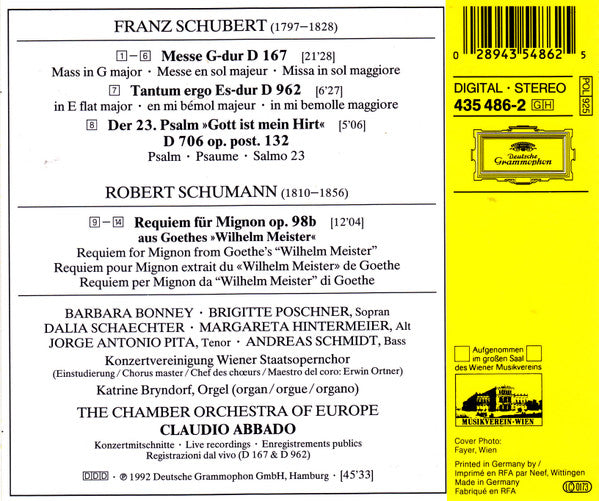 FRANZ SCHUBERT (1797–1828)
1 – 6 Messe G-dur D 167 [21'28]
Mass in G major · Messe en sol majeur · Missa in sol maggiore
7 Tantum ergo Es-dur D 962 [6'27]
in E flat major · en mi bémol majeur · in mi bemolle maggiore
8 Der 23. Psalm »Gott ist mein Hirt« [5'06]
D 706 op. post. 132
Psalm · Psaume · Salmo 23
ROBERT SCHUMANN (1810–1856)
9 – 14 Requiem für Mignon op. 98b [12'04]
aus Goethes »Wilhelm Meister«
Requiem for Mignon from Goethe's “Wilhelm Meister”
Requiem pour Mignon extrait du «Wilhelm Meister» de Goethe
Requiem per Mignon da “Wilhelm Meister” di Goethe
BARBARA BONNEY · BRIGITTE POSCHNER, Sopran
DALIA SCHAECHTER · MARGARETA HINTERMEIER, Alt
JORGE ANTONIO PITA, Tenor · ANDREAS SCHMIDT, Bass
Konzertvereinigung Wiener Staatsopernchor
(Einstudierung / Chorus master / Chef des chœurs / Maestro del coro: Erwin Ortner)
Katrine Bryndorf, Orgel (organ/orgue/organo)
THE CHAMBER ORCHESTRA OF EUROPE
CLAUDIO ABBADO
Konzertmitschnitte · Live recordings · Enregistrements publics
Registrazioni dal vivo (D 167 & D 962)
DDD · ℗ 1992 Deutsche Grammophon GmbH, Hamburg · [45'33]
0 28943 54862 5
DIGITAL · STEREO
435 486-2 GH
POL 925
Deutsche
Grammophon
Aufgenommen
im großen Saal
des Wiener Musikvereins
MUSIKVEREIN-WIEN
Cover Photo:
Fayer, Wien
Printed in Germany by /
Imprimé en RFA par Neef, Wittingen
Made in Germany
Fabriqué en RFA
0173